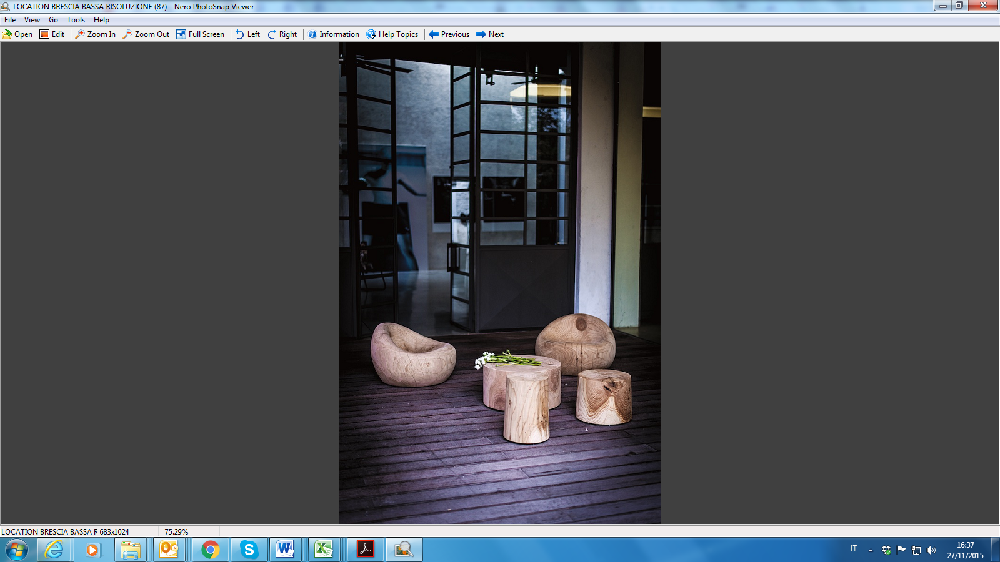 LOCATION BRESCIA BASSA RISOLUZIONE (87) - Nero PhotoSnap Viewer
File View Go Tools Help
Open Edit Zoom In Zoom Out Full Screen Left Right Information Help Topics Previous Next
LOCATION BRESCIA BASSA R 683x1024 75.29%
IT 16:37
27/11/2015